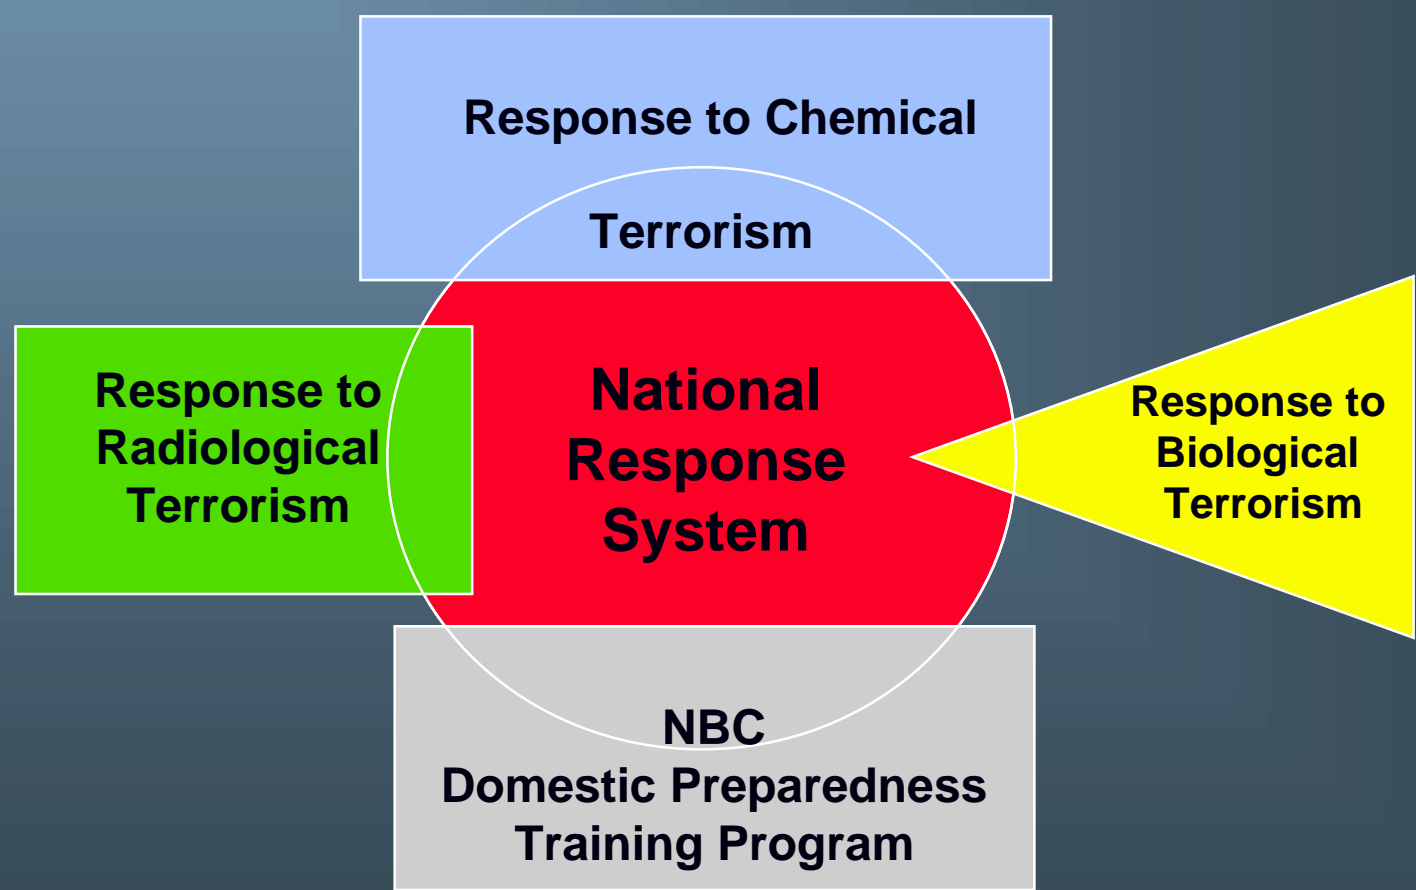 Response to Chemical
Terrorism
Response to
Radiological
Terrorism
National
Response
System
Response to
Biological
Terrorism
NBC
Domestic Preparedness
Training Program